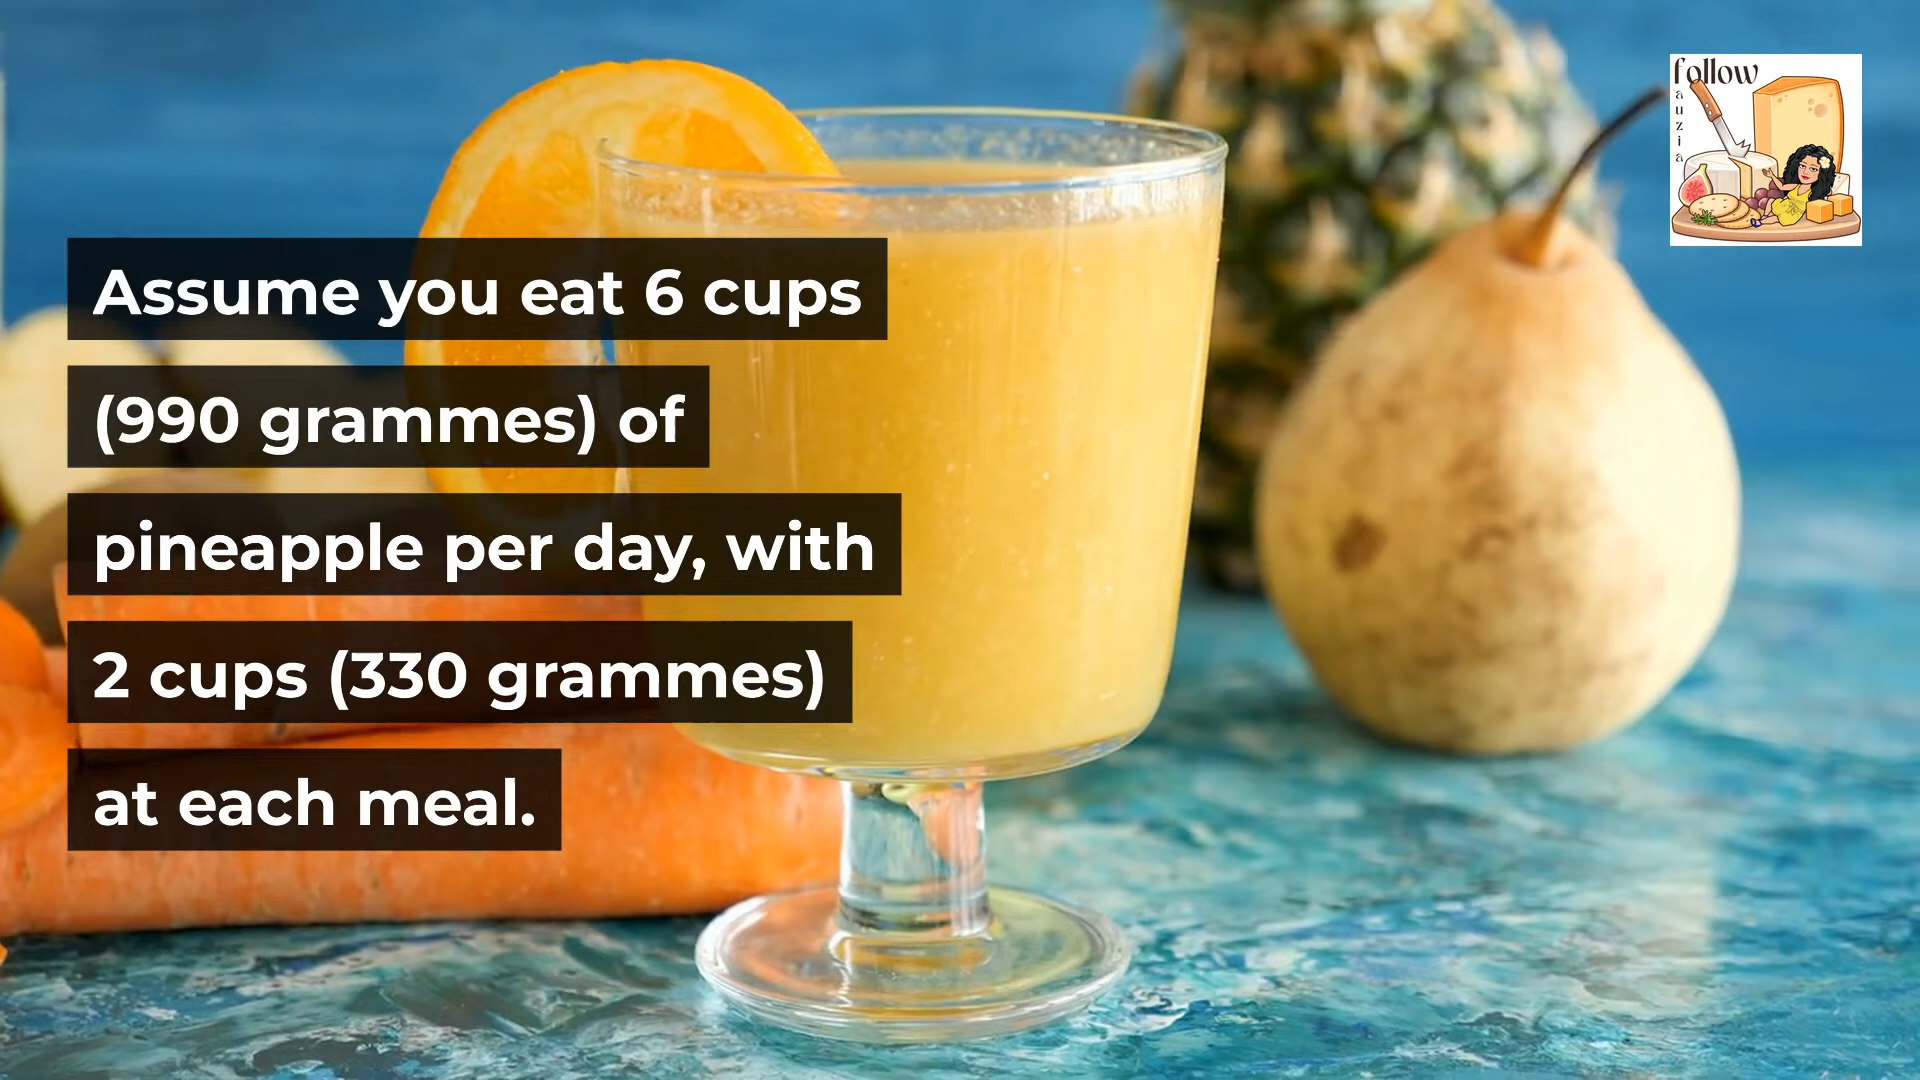 Assume you eat 6 cups
(990 grammes) of
pineapple per day, with
2 cups (330 grammes)
at each meal.
follow
fauzia